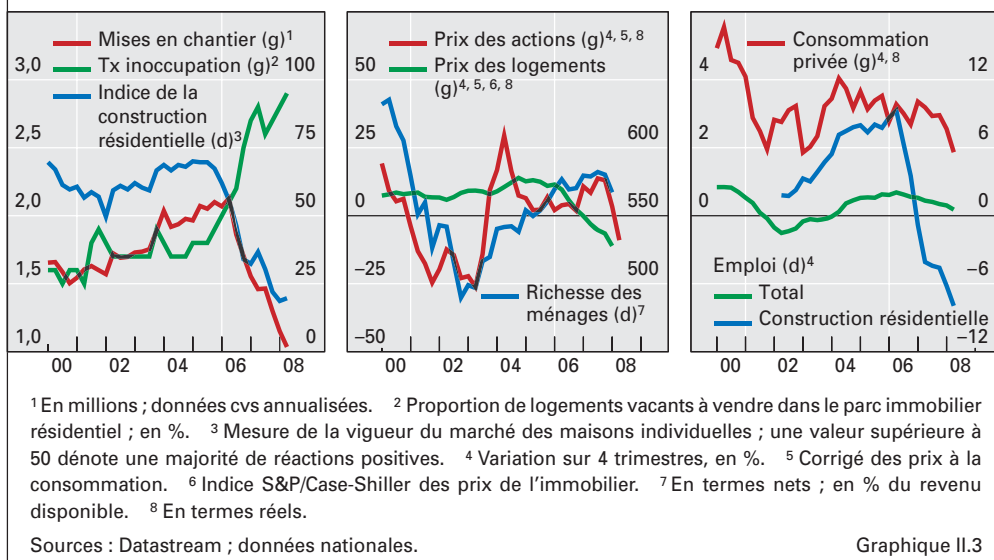 Mises en chantier (g)¹
3,0 Tx inoccupation (g)² 100
Indice de la
construction
2,5 résidentielle (d)³ 75
2,0 50
1,5 25
1,0 0
00 02 04 06
Prix des actions (g)⁴, ⁵, ⁸
50 Prix des logements
(g)⁴, ⁵, ⁶, ⁸
25 600
0 550
–25 500
Richesse des
ménages (d)⁷
–50
00 02 04 06 08
Consommation
4 privée (g)⁴, ⁸ 12
2 6
0 0
Emploi (d)⁴ –6
Total
Construction résidentielle
–12
00 02 04 06 08
¹ En millions ; données cvs annualisées. ² Proportion de logements vacants à vendre dans le parc immobilier
résidentiel ; en %. ³ Mesure de la vigueur du marché des maisons individuelles ; une valeur supérieure à
50 dénote une majorité de réactions positives. ⁴ Variation sur 4 trimestres, en %. ⁵ Corrigé des prix à la
consommation. ⁶ Indice S&P/Case-Shiller des prix de l’immobilier. ⁷ En termes nets ; en % du revenu
disponible. ⁸ En termes réels.
Sources : Datastream ; données nationales. Graphique II.3